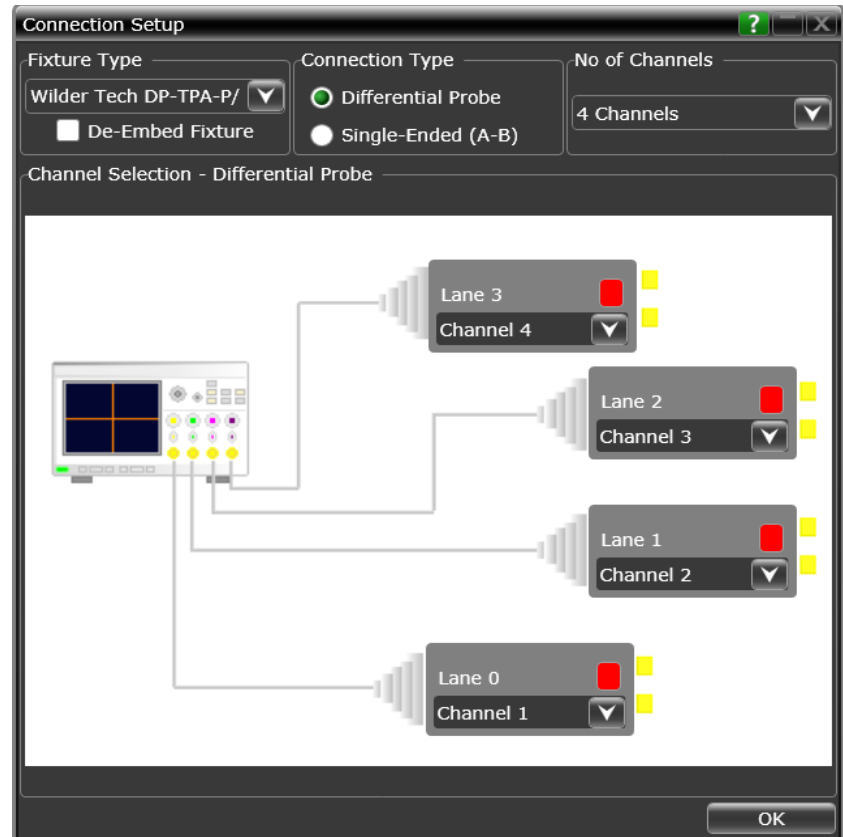 Connection Setup
?
X
Fixture Type
Wilder Tech DP-TPA-P/
De-Embed Fixture
Connection Type
Differential Probe
Single-Ended (A-B)
No of Channels
4 Channels
Channel Selection - Differential Probe
Lane 3
Channel 4
Lane 2
Channel 3
Lane 1
Channel 2
Lane 0
Channel 1
OK